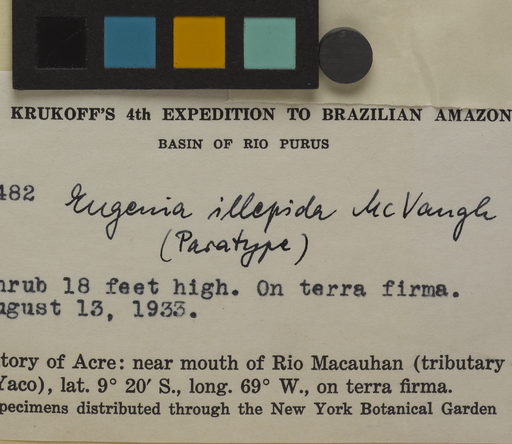 KRUKOFF'S 4th EXPEDITION TO BRAZILIAN AMAZON
BASIN OF RIO PURUS
482 Eugenia illepida McVaugh
(Paratype)
hrub 18 feet high. On terra firma.
ugust 13, 1933.
tory of Acre: near mouth of Rio Macauhan (tributary
Yaco), lat. 9° 20′ S., long. 69° W., on terra firma.
pecimens distributed through the New York Botanical Garden